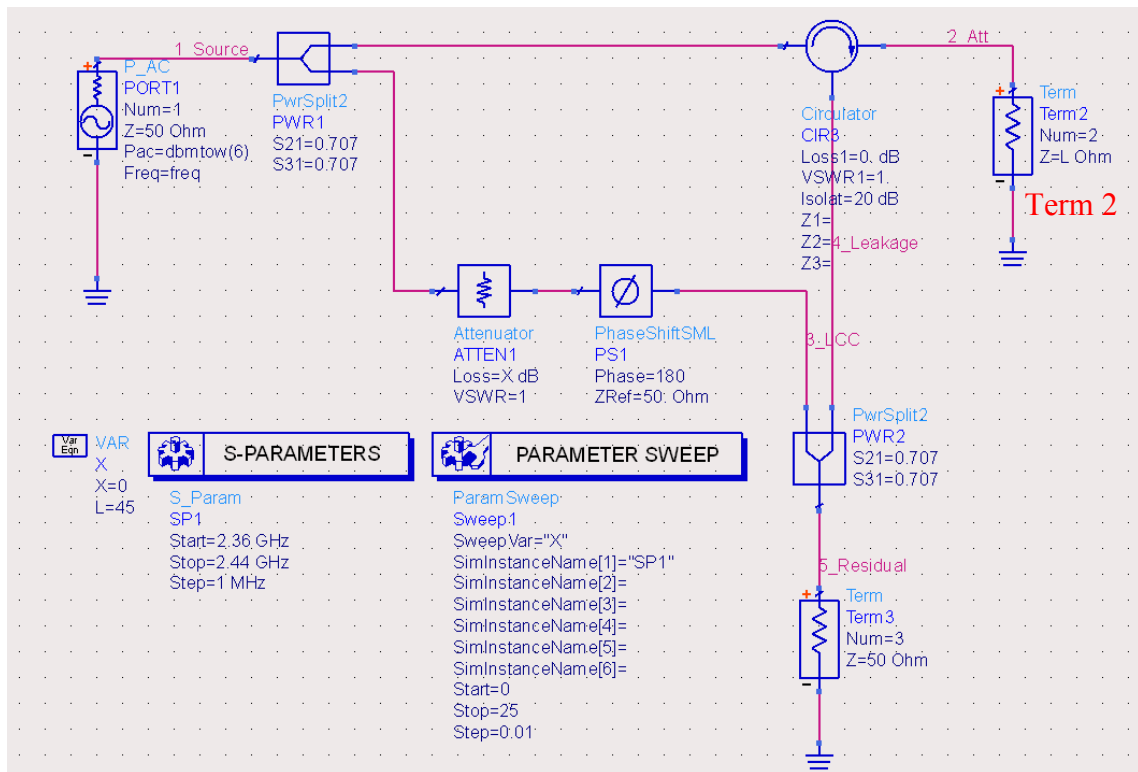 1_Source
P_AC
PORT1
Num=1
Z=50 Ohm
Pac=dbmtow(6)
Freq=freq
PwrSplit2
PWR1
S21=0.707
S31=0.707
2_Att
Circulator
CIR3
Loss1=0. dB
VSWR1=1.
Isolat=20 dB
Z1=
Z2=
Z3=
4_Leakage
Term
Term2
Num=2
Z=L Ohm
Term 2
Attenuator
ATTEN1
Loss=X dB
VSWR=1
PhaseShiftSML
PS1
Phase=180
ZRef=50. Ohm
3_LCC
PwrSplit2
PWR2
S21=0.707
S31=0.707
Var
Eqn
VAR
X
X=0
L=45
S-PARAMETERS
S_Param
SP1
Start=2.36 GHz
Stop=2.44 GHz
Step=1 MHz
PARAMETER SWEEP
ParamSweep
Sweep1
SweepVar="X"
SimInstanceName[1]="SP1"
SimInstanceName[2]=
SimInstanceName[3]=
SimInstanceName[4]=
SimInstanceName[5]=
SimInstanceName[6]=
Start=0
Stop=25
Step=0.01
5_Residual
Term
Term3
Num=3
Z=50 Ohm